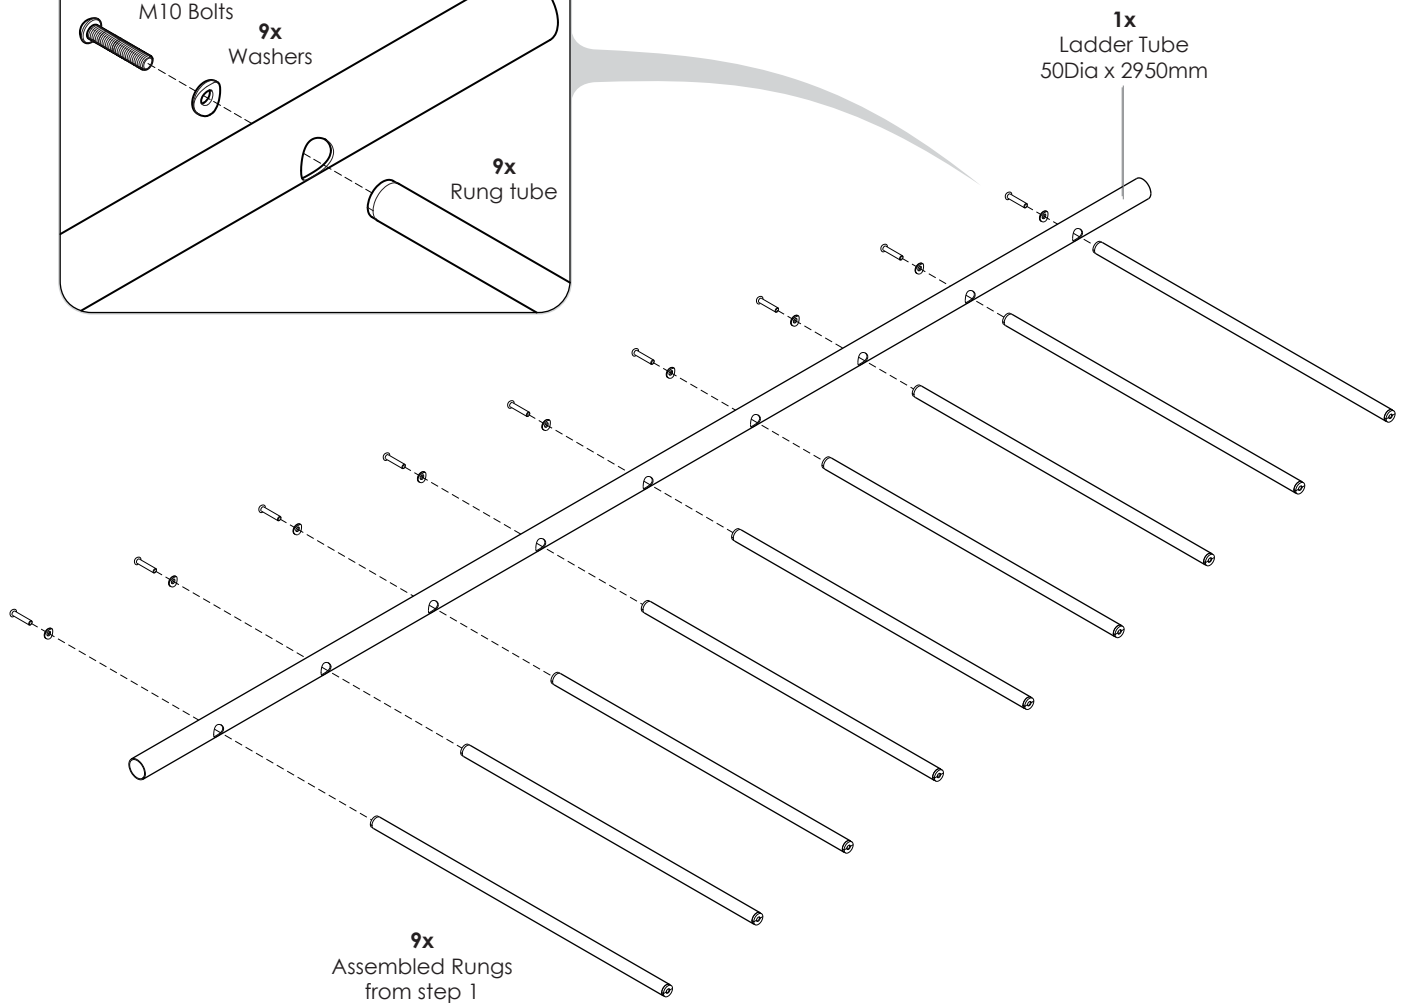 M10 Bolts
9x
Washers
9x
Rung tube
1x
Ladder Tube
50Dia x 2950mm
9x
Assembled Rungs
from step 1